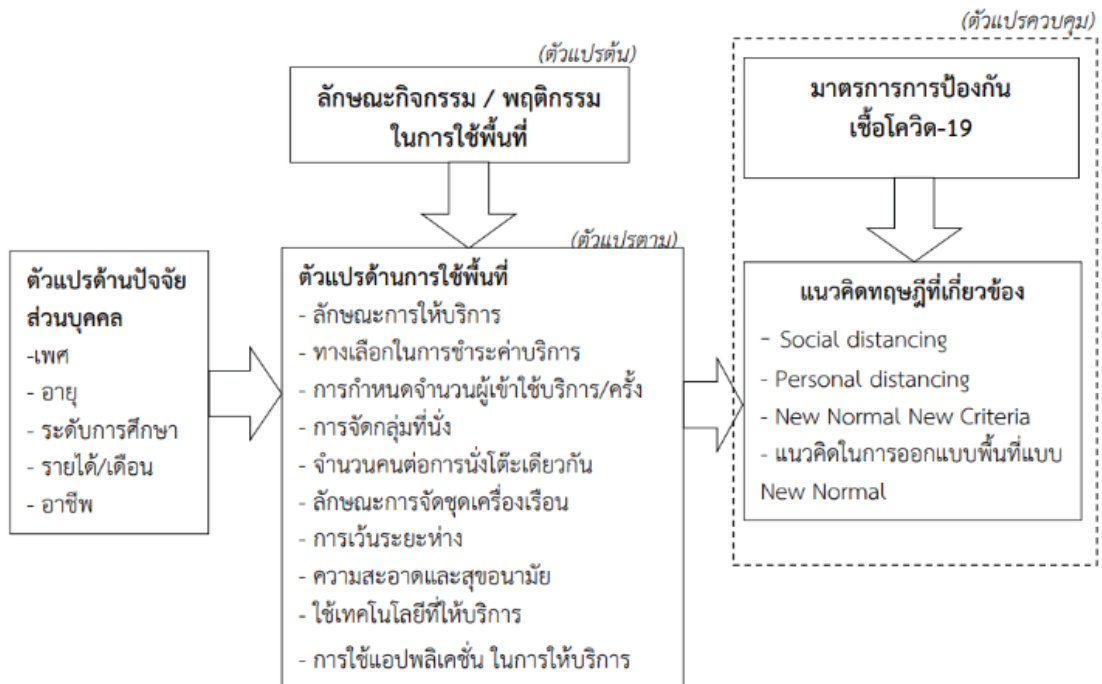 (ตัวแปรควบคุม)
(ตัวแปรต้น)
ลักษณะกิจกรรม / พฤติกรรม
ในการใช้พื้นที่
มาตรการการป้องกัน
เชื้อโควิด-19
(ตัวแปรตาม)
ตัวแปรด้านปัจจัย
ส่วนบุคคล
-เพศ
- อายุ
- ระดับการศึกษา
- รายได้/เดือน
- อาชีพ
ตัวแปรด้านการใช้พื้นที่
- ลักษณะการให้บริการ
- ทางเลือกในการชำระค่าบริการ
- การกำหนดจำนวนผู้เข้าใช้บริการ/ครั้ง
- การจัดกลุ่มที่นั่ง
- จำนวนคนต่อการนั่งโต๊ะเดียวกัน
- ลักษณะการจัดชุดเครื่องเรือน
- การเว้นระยะห่าง
- ความสะอาดและสุขอนามัย
- ใช้เทคโนโลยีที่ให้บริการ
- การใช้แอปพลิเคชั่น ในการให้บริการ
แนวคิดทฤษฎีที่เกี่ยวข้อง
- Social distancing
- Personal distancing
- New Normal New Criteria
- แนวคิดในการออกแบบพื้นที่แบบ
New Normal